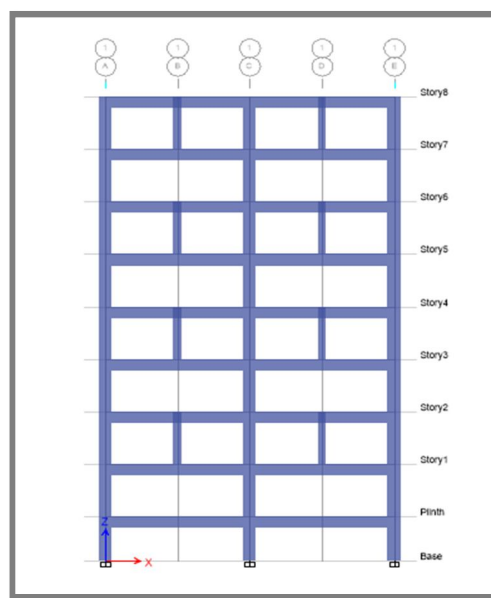 1 1 1 1 1
A B C D E
Story8
Story7
Story6
Story5
Story4
Story3
Story2
Story1
Plinth
Z
Base
X